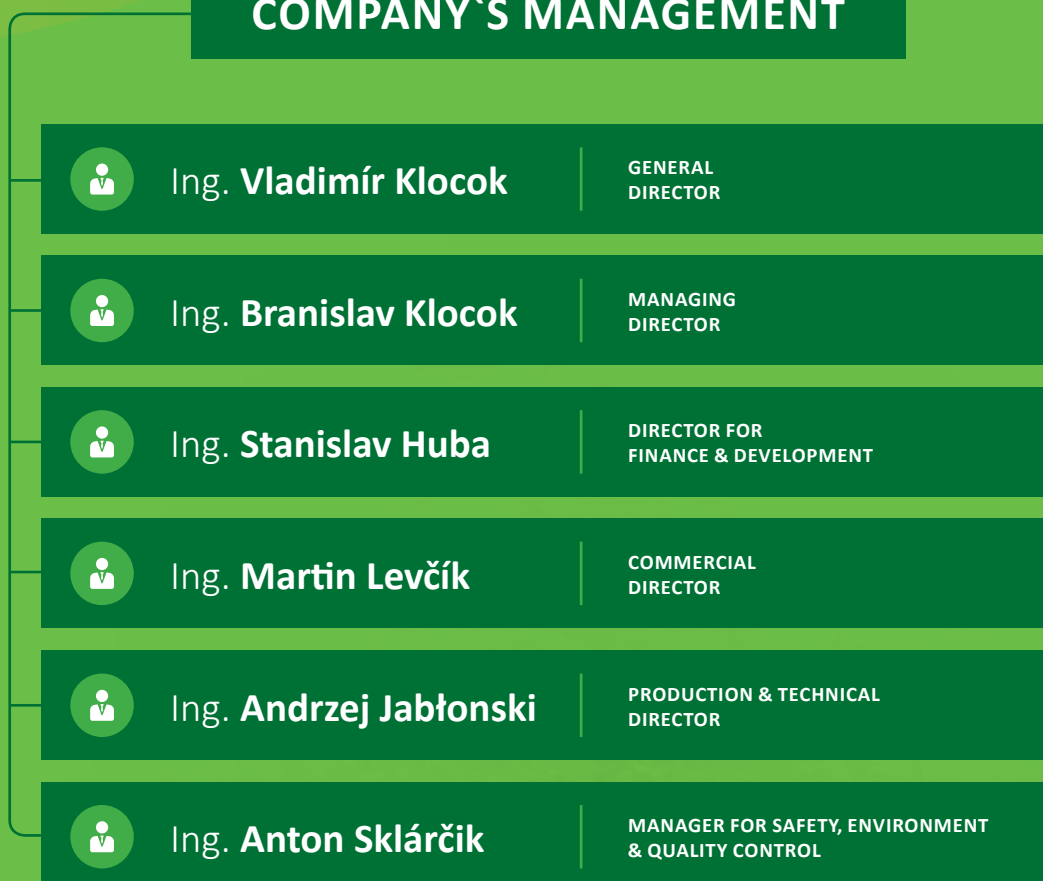 COMPANY`S MANAGEMENT
Ing. Vladimír Klocok
GENERAL
DIRECTOR
Ing. Branislav Klocok
MANAGING
DIRECTOR
Ing. Stanislav Huba
DIRECTOR FOR
FINANCE & DEVELOPMENT
Ing. Martin Levčík
COMMERCIAL
DIRECTOR
Ing. Andrzej Jabłonski
PRODUCTION & TECHNICAL
DIRECTOR
Ing. Anton Sklárčik
MANAGER FOR SAFETY, ENVIRONMENT
& QUALITY CONTROL